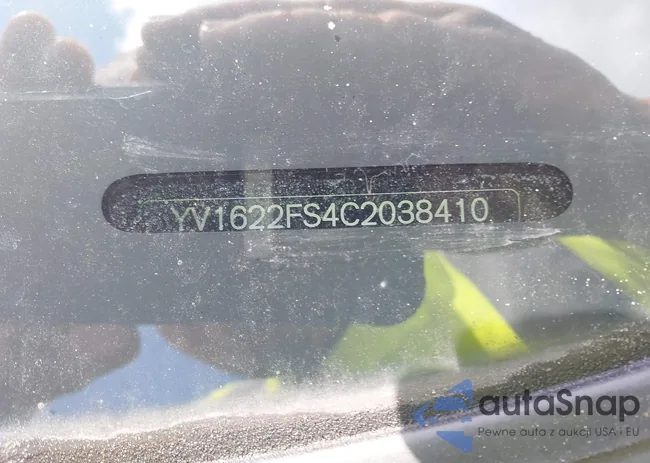 YV1622FS4C2038410
autaSnap
Pewne auta z aukcji USA i EU